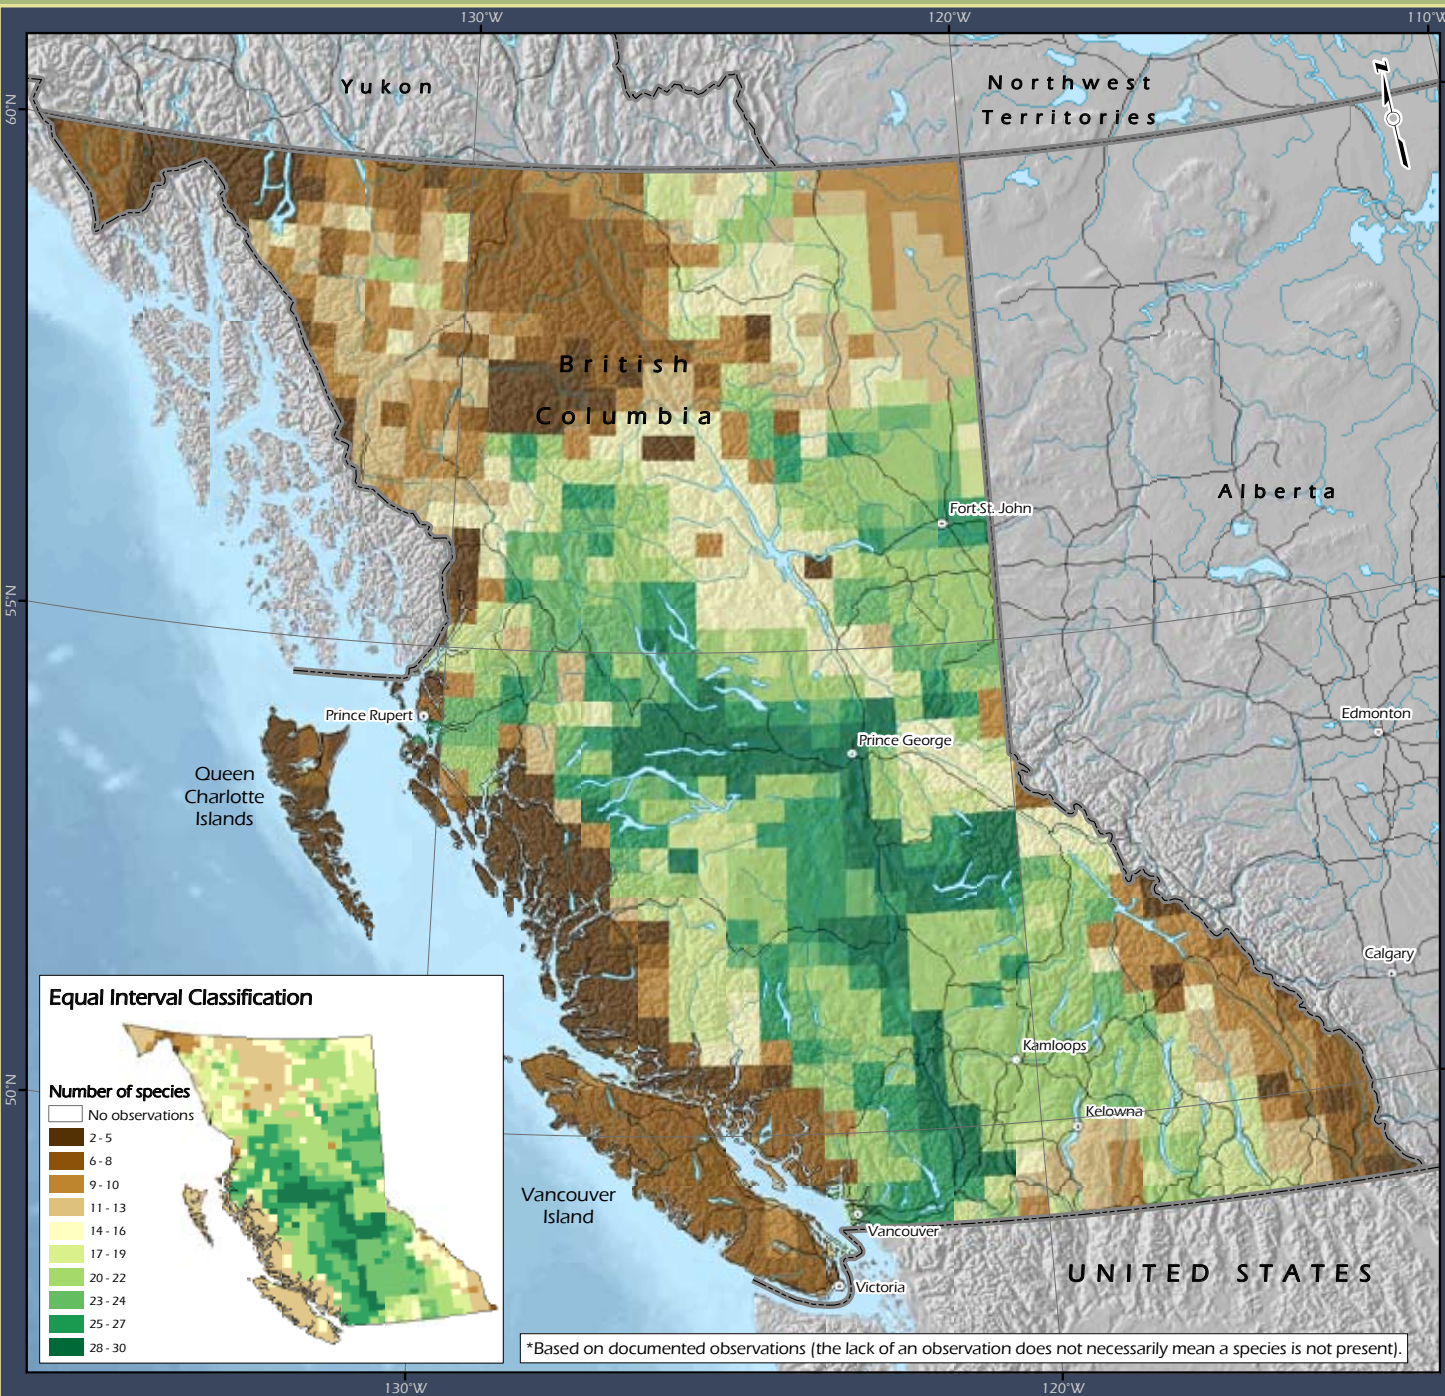 130°W
120°W
110°W
60°N
Yukon
Northwest
Territories
N
British
Columbia
Alberta
Fort St. John
55°N
Prince Rupert
Edmonton
Prince George
Queen
Charlotte
Islands
Calgary
Kamloops
50°N
Kelowna
Vancouver
Island
Vancouver
Victoria
UNITED STATES
Equal Interval Classification
Number of species
No observations
2 - 5
6 - 8
9 - 10
11 - 13
14 - 16
17 - 19
20 - 22
23 - 24
25 - 27
28 - 30
*Based on documented observations (the lack of an observation does not necessarily mean a species is not present).
130°W
120°W